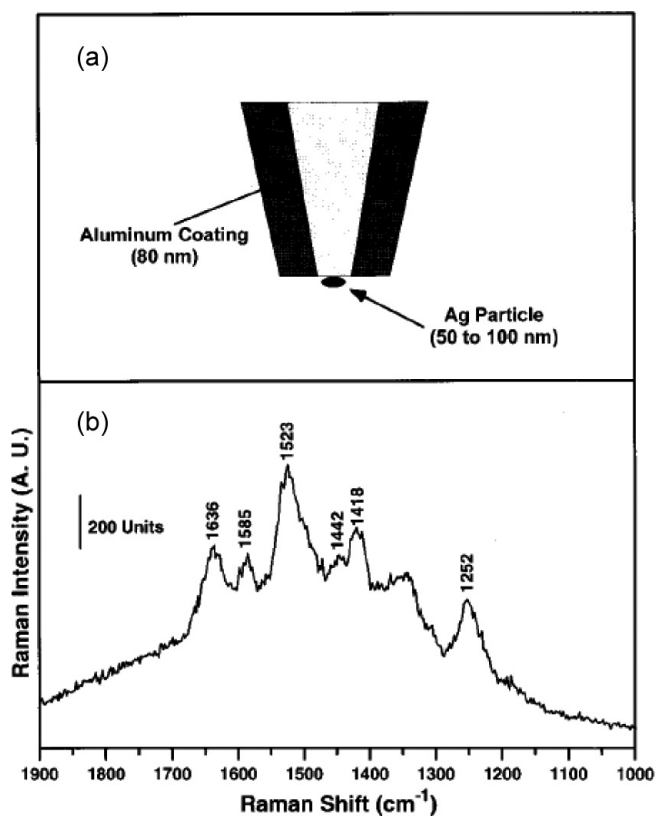 (a)
Aluminum Coating
(80 nm)
Ag Particle
(50 to 100 nm)
(b)
Raman Intensity (A. U.)
200 Units
1636
1585
1523
1442
1418
1252
1900 1800 1700 1600 1500 1400 1300 1200 1100 1000
Raman Shift (cm⁻¹)